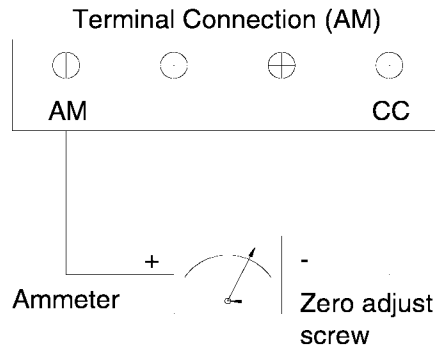 Terminal Connection (AM)
AM CC
+ -
Ammeter
Zero adjust
screw